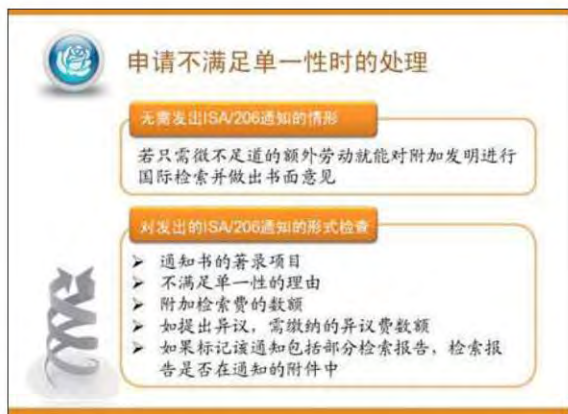 申请不满足单一性时的处理
无需发出ISA/206通知的情形
若只需微不足道的额外劳动就能对附加发明进行
国际检索并做出书面意见
对发出的ISA/206通知的形式检查
➤ 通知书的著录项目
➤ 不满足单一性的理由
➤ 附加检索费的数额
➤ 如提出异议，需缴纳的异议费数额
➤ 如果标记该通知包括部分检索报告，检索报
告是否在通知的附件中